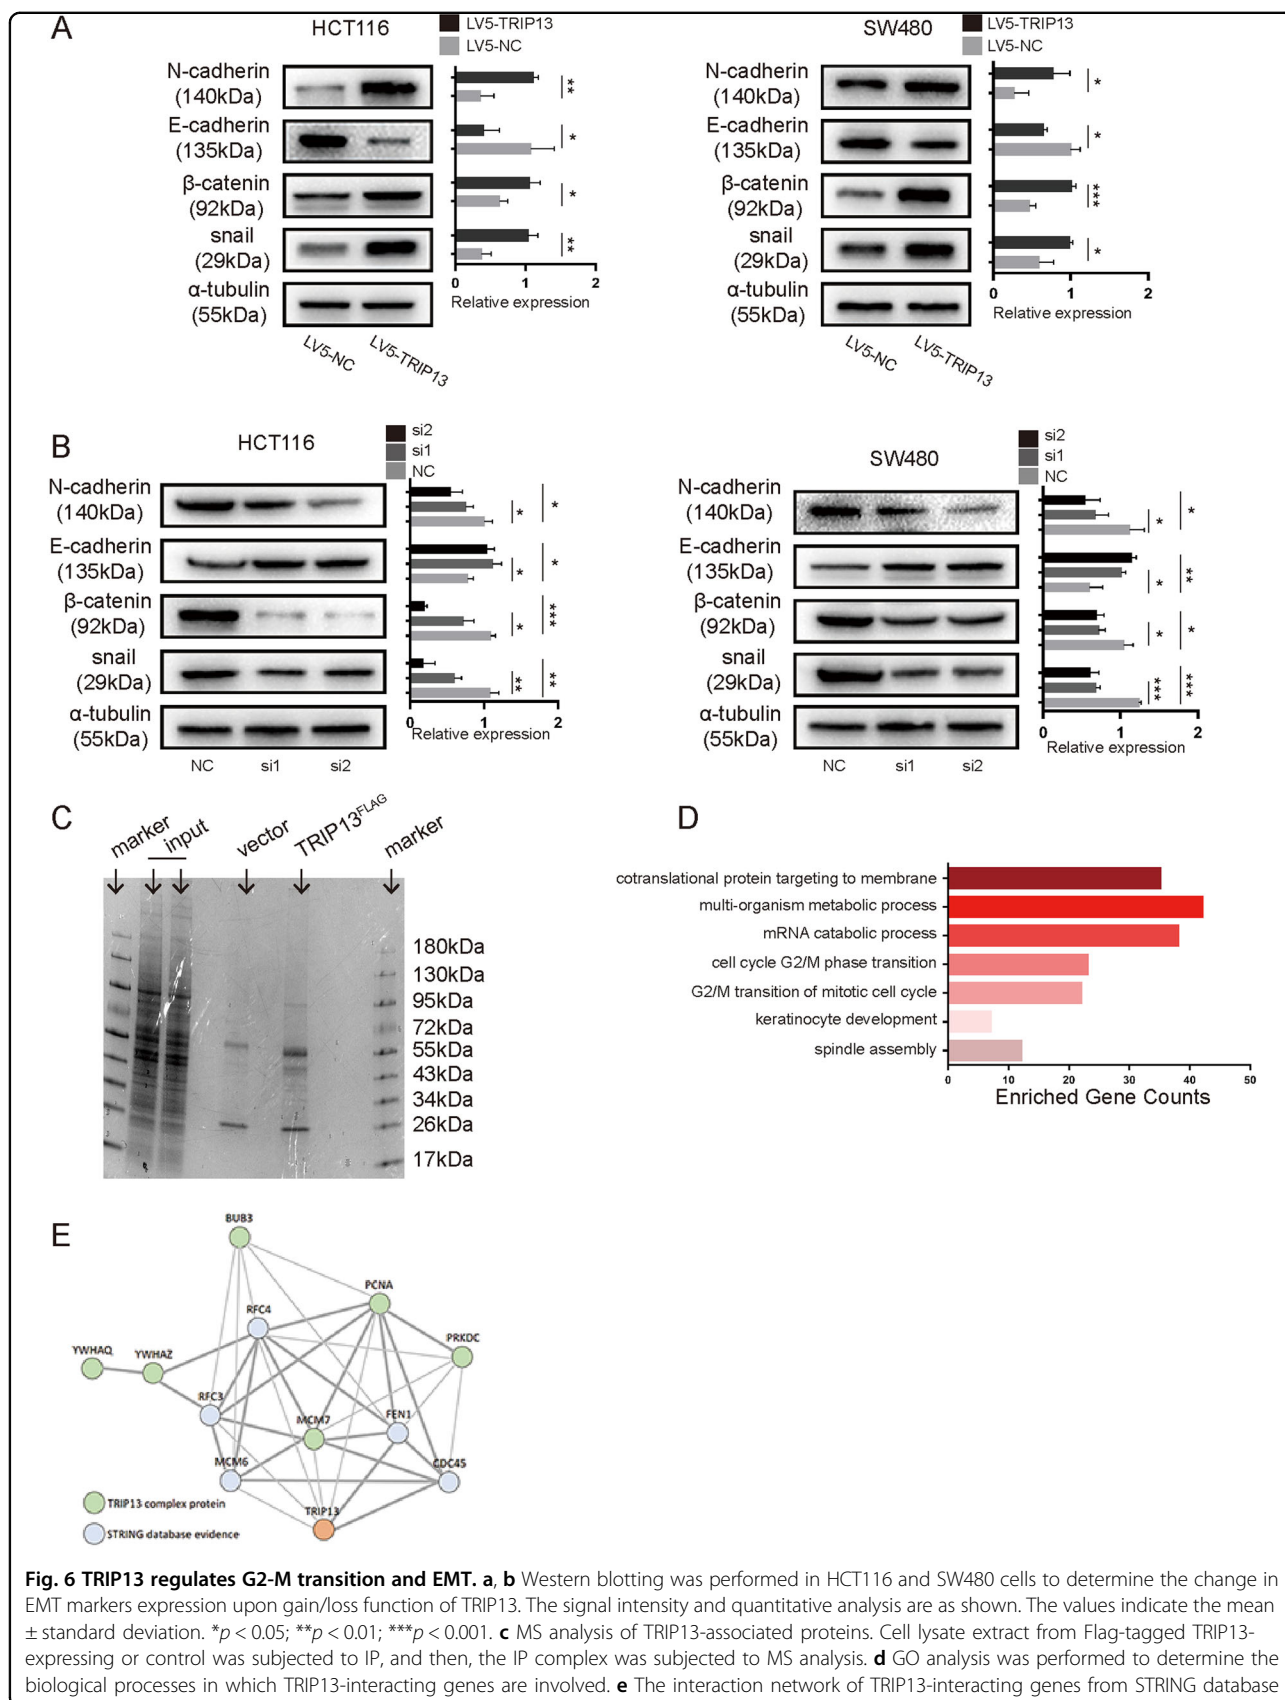 A
HCT116
LV5-TRIP13
LV5-NC
N-cadherin
(140kDa)
E-cadherin
(135kDa)
β-catenin
(92kDa)
snail
(29kDa)
α-tubulin
(55kDa)
LV5-NC
LV5-TRIP13
**
*
*
**
0 1 2
Relative expression
SW480
LV5-TRIP13
LV5-NC
N-cadherin
(140kDa)
E-cadherin
(135kDa)
β-catenin
(92kDa)
snail
(29kDa)
α-tubulin
(55kDa)
LV5-NC
LV5-TRIP13
*
*
***
*
0 1 2
Relative expression
B
HCT116
si2
si1
NC
N-cadherin
(140kDa)
E-cadherin
(135kDa)
β-catenin
(92kDa)
snail
(29kDa)
α-tubulin
(55kDa)
NC si1 si2
* *
* *
* ***
** **
0 1 2
Relative expression
SW480
si2
si1
NC
N-cadherin
(140kDa)
E-cadherin
(135kDa)
β-catenin
(92kDa)
snail
(29kDa)
α-tubulin
(55kDa)
NC si1 si2
* *
* **
* *
*** ***
0 1 2
Relative expression
C
marker input vector TRIP13FLAG marker
180kDa
130kDa
95kDa
72kDa
55kDa
43kDa
34kDa
26kDa
17kDa
D
cotranslational protein targeting to membrane
multi-organism metabolic process
mRNA catabolic process
cell cycle G2/M phase transition
G2/M transition of mitotic cell cycle
keratinocyte development
spindle assembly
0 10 20 30 40 50
Enriched Gene Counts
E
BUB3
PCNA
RFC4
PRKDC
YWHAQ YWHAZ
RFC3
MCM7 FEN1
MCM6 CDC45
TRIP13
TRIP13 complex protein
STRING database evidence
Fig. 6 TRIP13 regulates G2-M transition and EMT. a, b Western blotting was performed in HCT116 and SW480 cells to determine the change in
EMT markers expression upon gain/loss function of TRIP13. The signal intensity and quantitative analysis are as shown. The values indicate the mean
± standard deviation. *p < 0.05; **p < 0.01; ***p < 0.001. c MS analysis of TRIP13-associated proteins. Cell lysate extract from Flag-tagged TRIP13-
expressing or control was subjected to IP, and then, the IP complex was subjected to MS analysis. d GO analysis was performed to determine the
biological processes in which TRIP13-interacting genes are involved. e The interaction network of TRIP13-interacting genes from STRING database